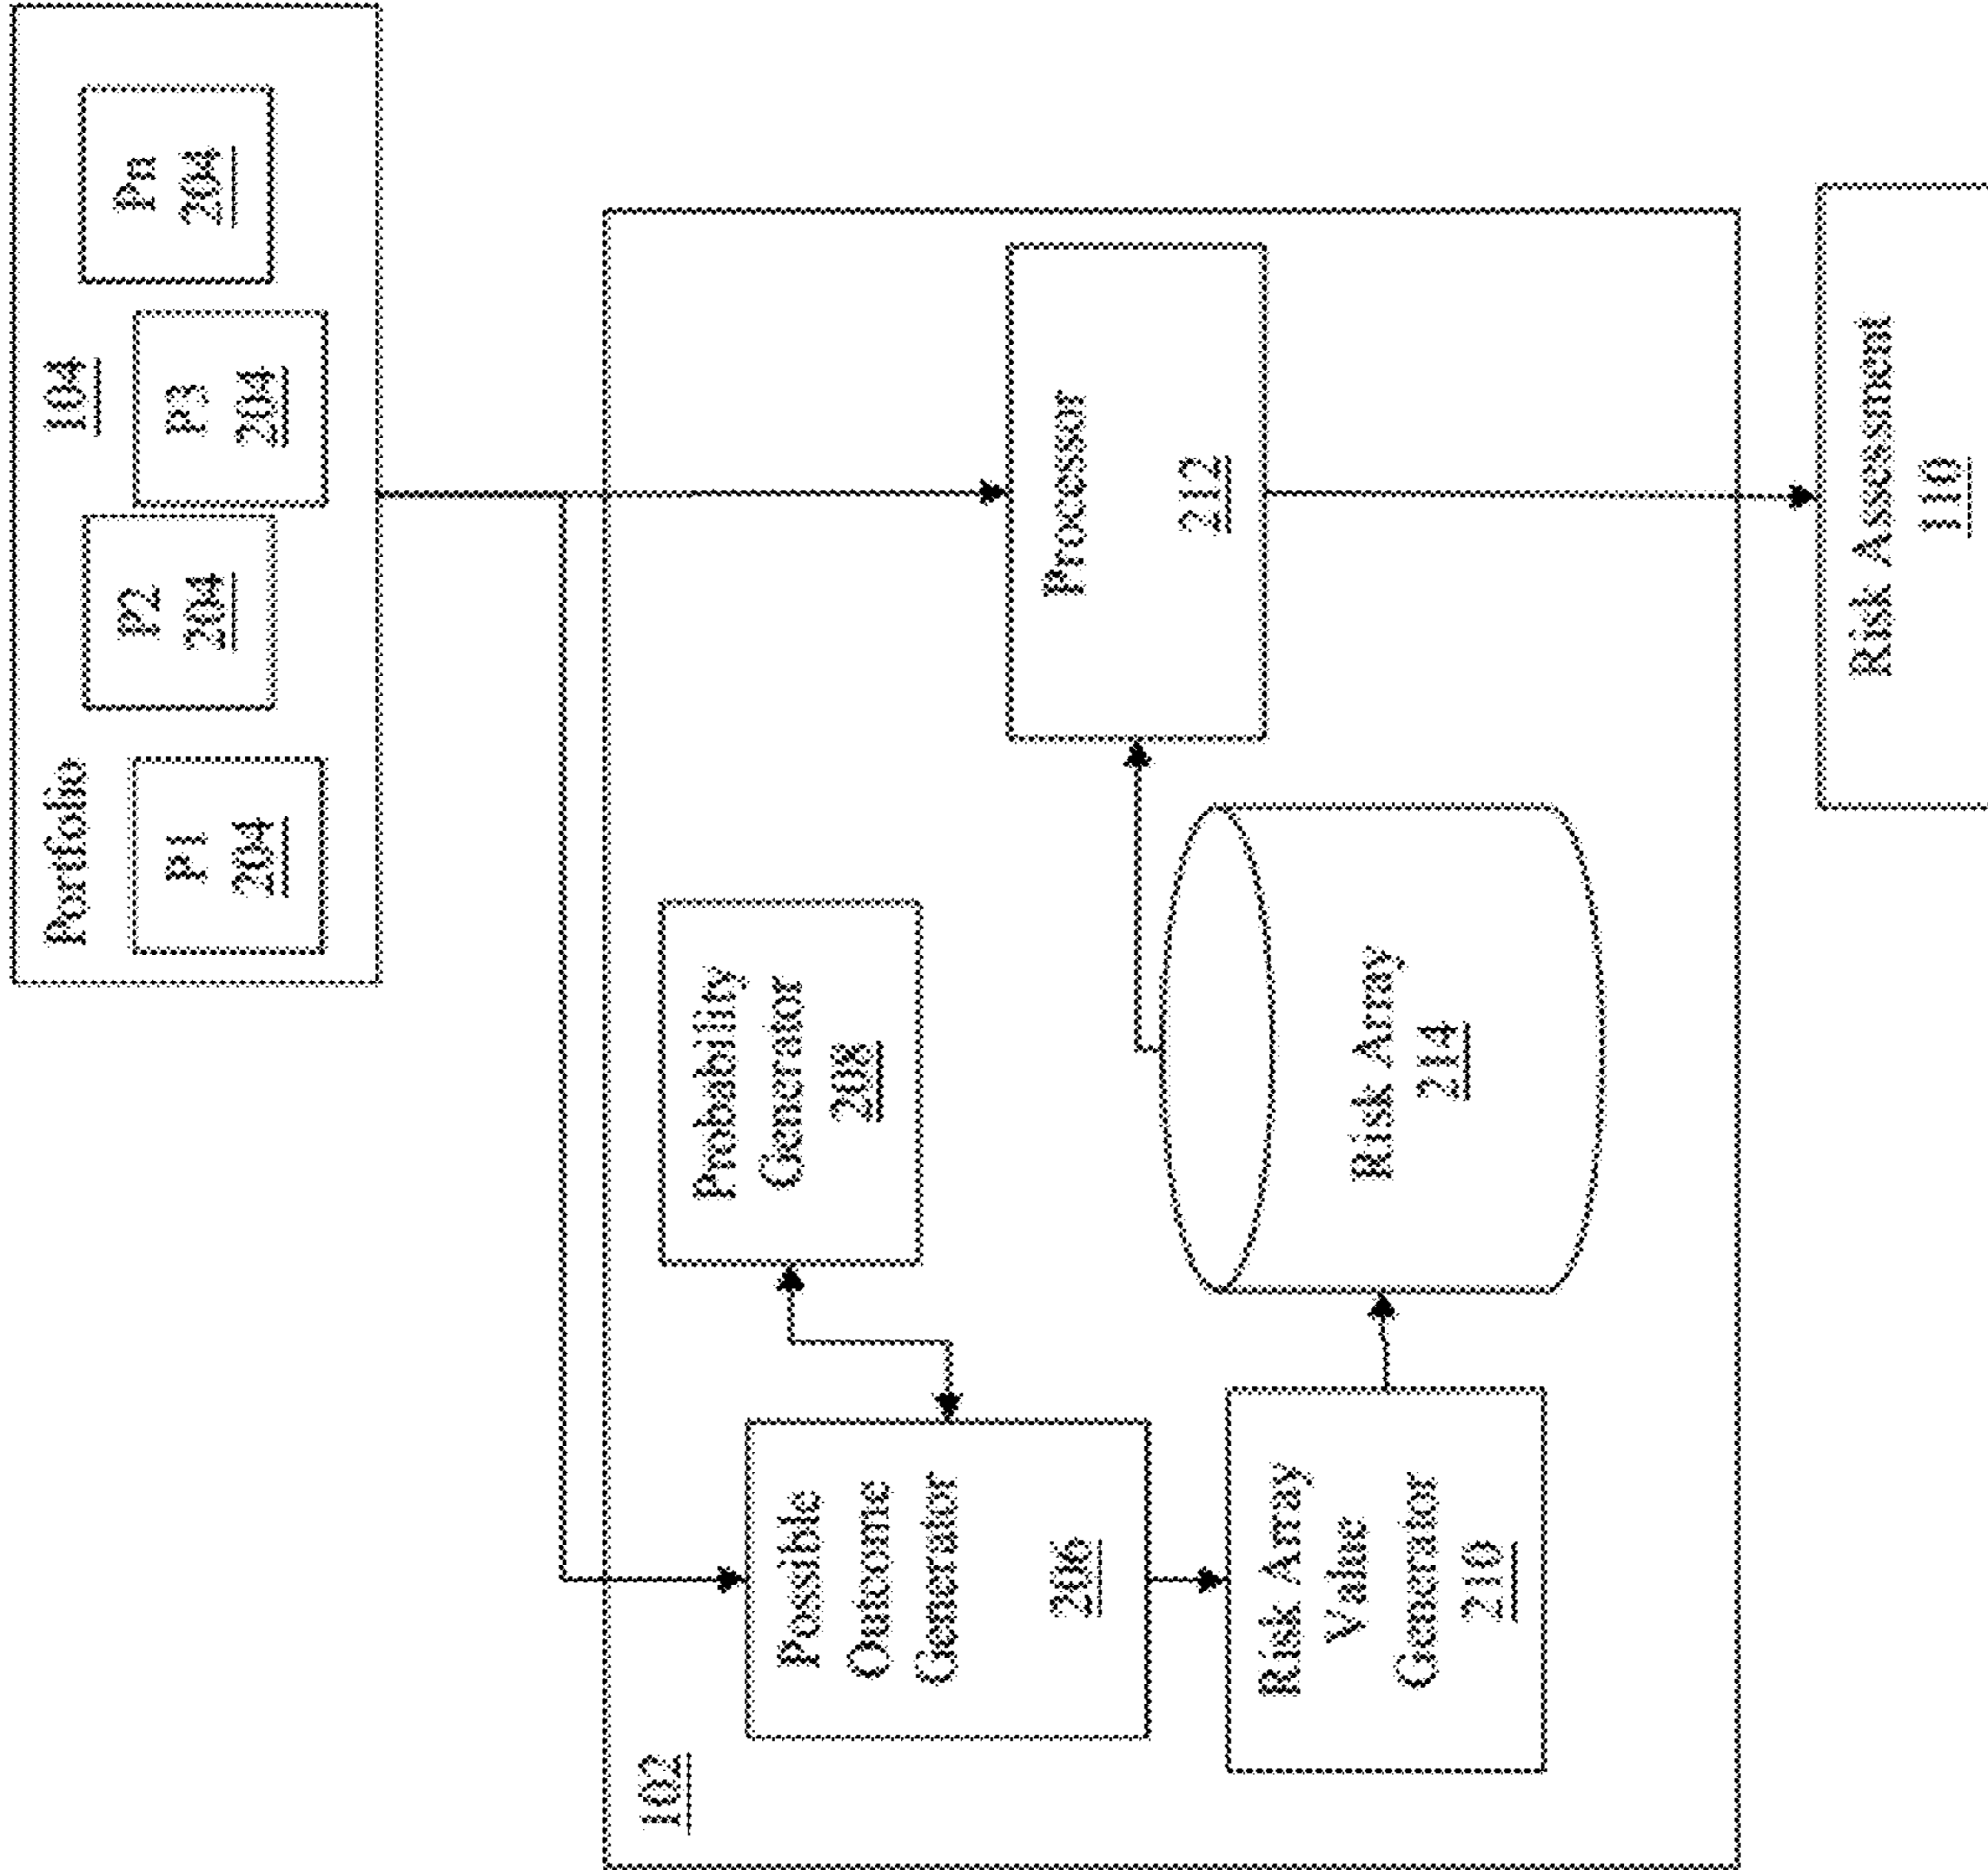 Portfolio
104
P1
204
P2
204
P3
204
Pn
204
102
Possible
Outcome
Generator
206
Probability
Generator
208
Risk Array
Value
Generator
210
Risk Array
214
Processor
212
Risk Assessment
110